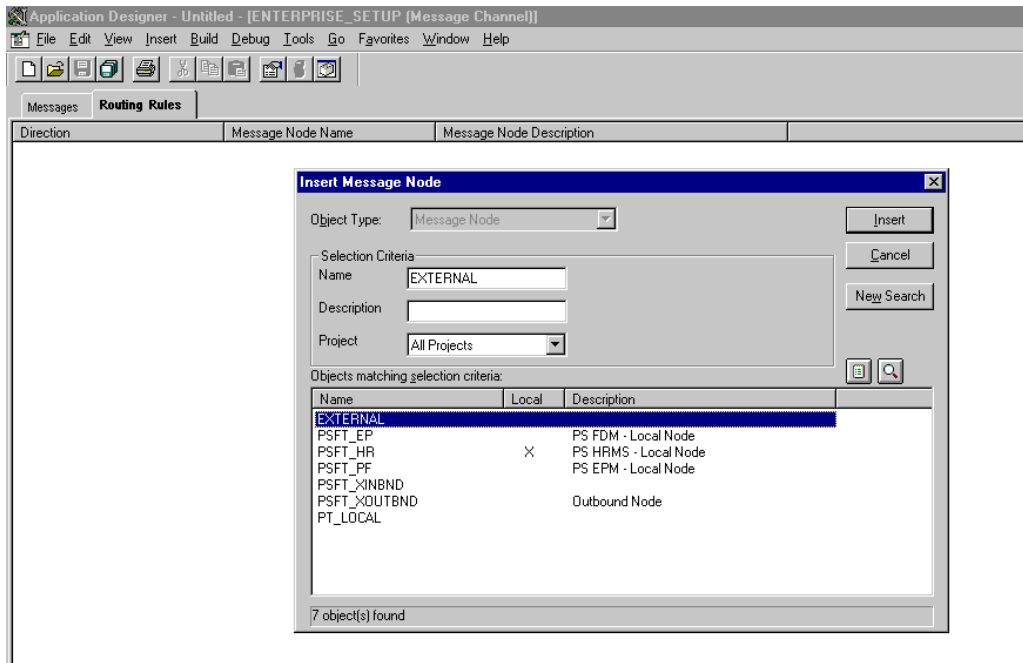 Application Designer - Untitled - [ENTERPRISE_SETUP (Message Channel)]
File Edit View Insert Build Debug Tools Go Favorites Window Help
Messages Routing Rules
Direction Message Node Name Message Node Description
Insert Message Node
Object Type: Message Node Insert
Selection Criteria Cancel
Name EXTERNAL
New Search
Description
Project All Projects
Objects matching selection criteria:
Name Local Description
EXTERNAL
PSFT_EP PS FDM - Local Node
PSFT_HR X PS HRMS - Local Node
PSFT_PF PS EPM - Local Node
PSFT_XINBND
PSFT_XOUTBND Outbound Node
PT_LOCAL
7 object(s) found